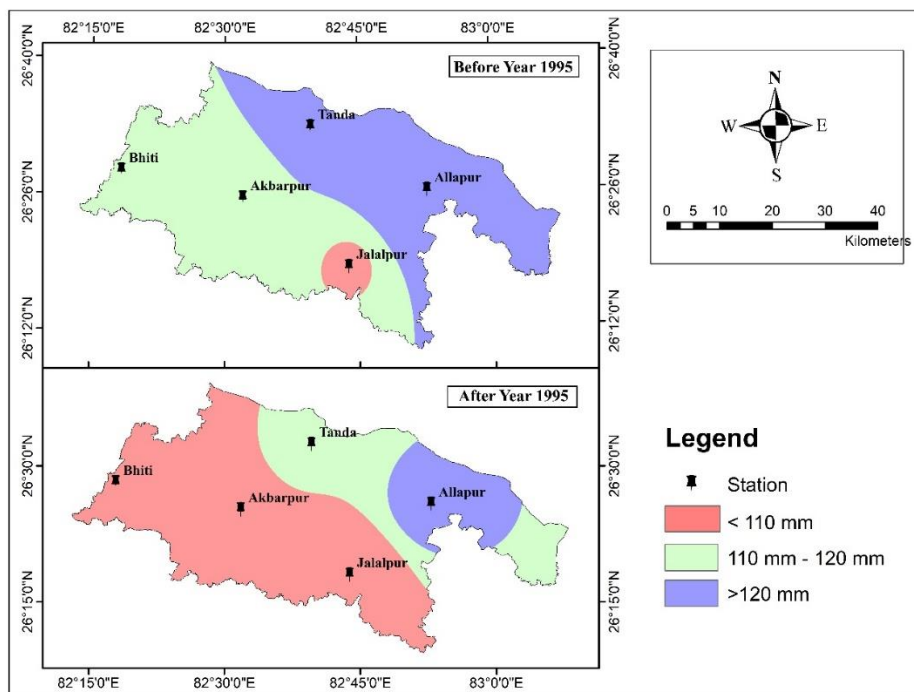 82°15'0"E 82°30'0"E 82°45'0"E 83°0'0"E
26°40'0"N
26°26'0"N
26°12'0"N
Before Year 1995
Tanda
Bhiti
Akbarpur
Allapur
Jalalpur
26°40'0"N
26°26'0"N
26°12'0"N
N
W E
S
0 5 10 20 30 40
Kilometers
After Year 1995
26°30'0"N
26°15'0"N
Tanda
Bhiti
Akbarpur
Allapur
Jalalpur
26°30'0"N
26°15'0"N
82°15'0"E 82°30'0"E 82°45'0"E 83°0'0"E
Legend
Station
< 110 mm
110 mm - 120 mm
>120 mm